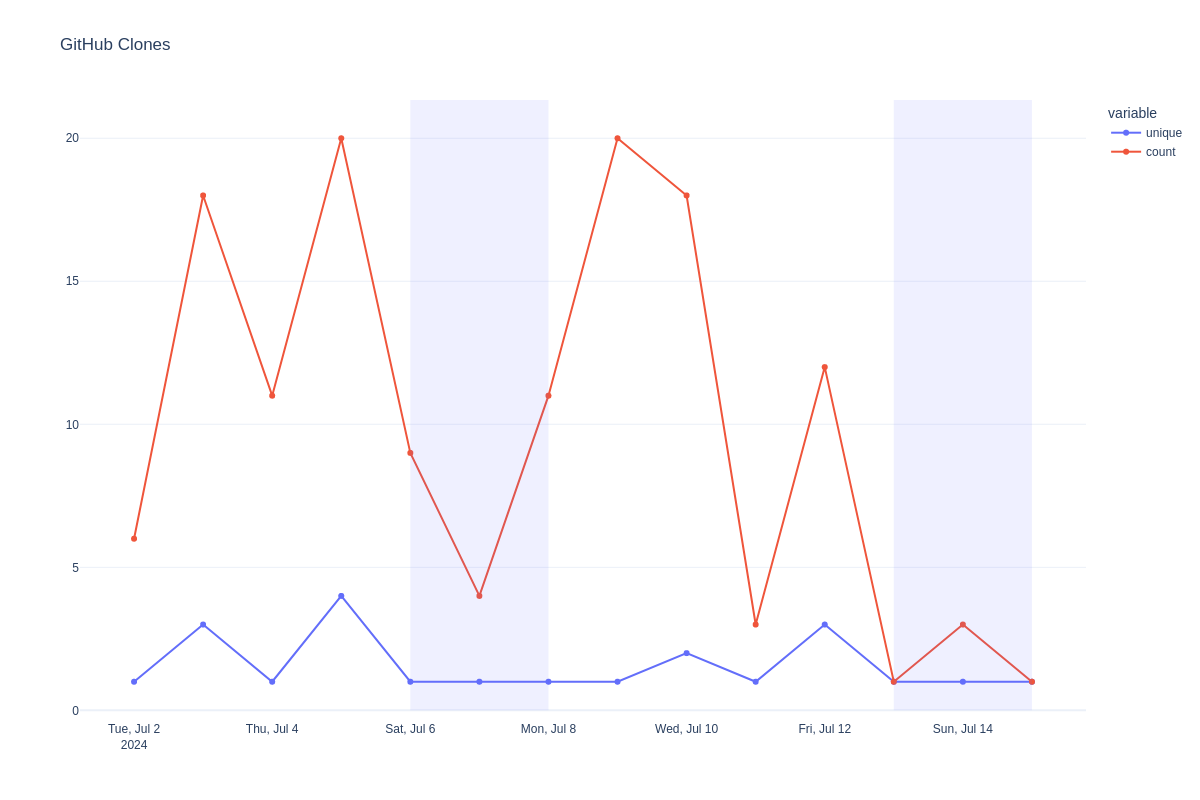 GitHub Clones
variable
unique
count
20
15
10
5
0
Tue, Jul 2
2024
Thu, Jul 4
Sat, Jul 6
Mon, Jul 8
Wed, Jul 10
Fri, Jul 12
Sun, Jul 14